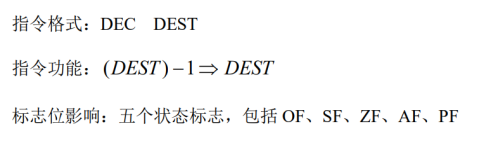 指令格式：DEC DEST
指令功能：(DEST)－1⇒DEST
标志位影响：五个状态标志，包括 OF、SF、ZF、AF、PF